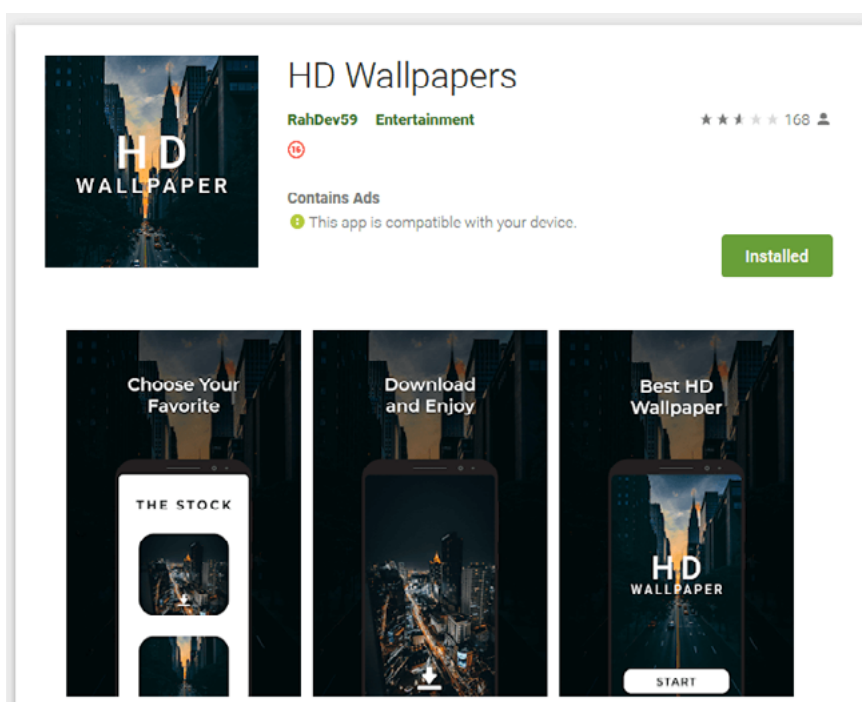 HD Wallpapers
RahDev59 Entertainment
168
16
Contains Ads
This app is compatible with your device.
Installed
HD
WALLPAPER
Choose Your
Favorite
THE STOCK
Download
and Enjoy
Best HD
Wallpaper
HD
WALLPAPER
START